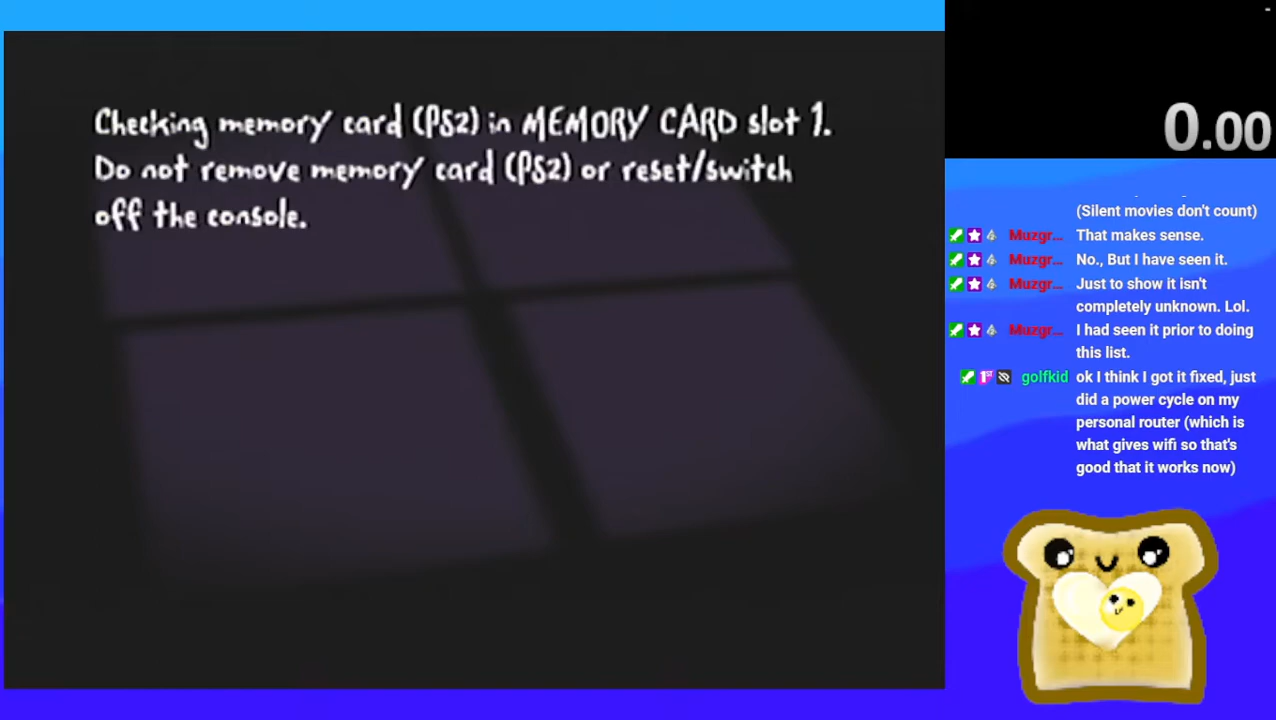 Checking memory card (PS2) in MEMORY CARD slot 1.
Do not remove memory card (PS2) or reset/switch
off the console.
0.00
(Silent movies don't count)
Muzgr... That makes sense.
Muzgr... No., But I have seen it.
Muzgr... Just to show it isn't
completely unknown. Lol.
Muzgr... I had seen it prior to doing
this list.
golfkid ok I think I got it fixed, just
did a power cycle on my
personal router (which is
what gives wifi so that's
good that it works now)